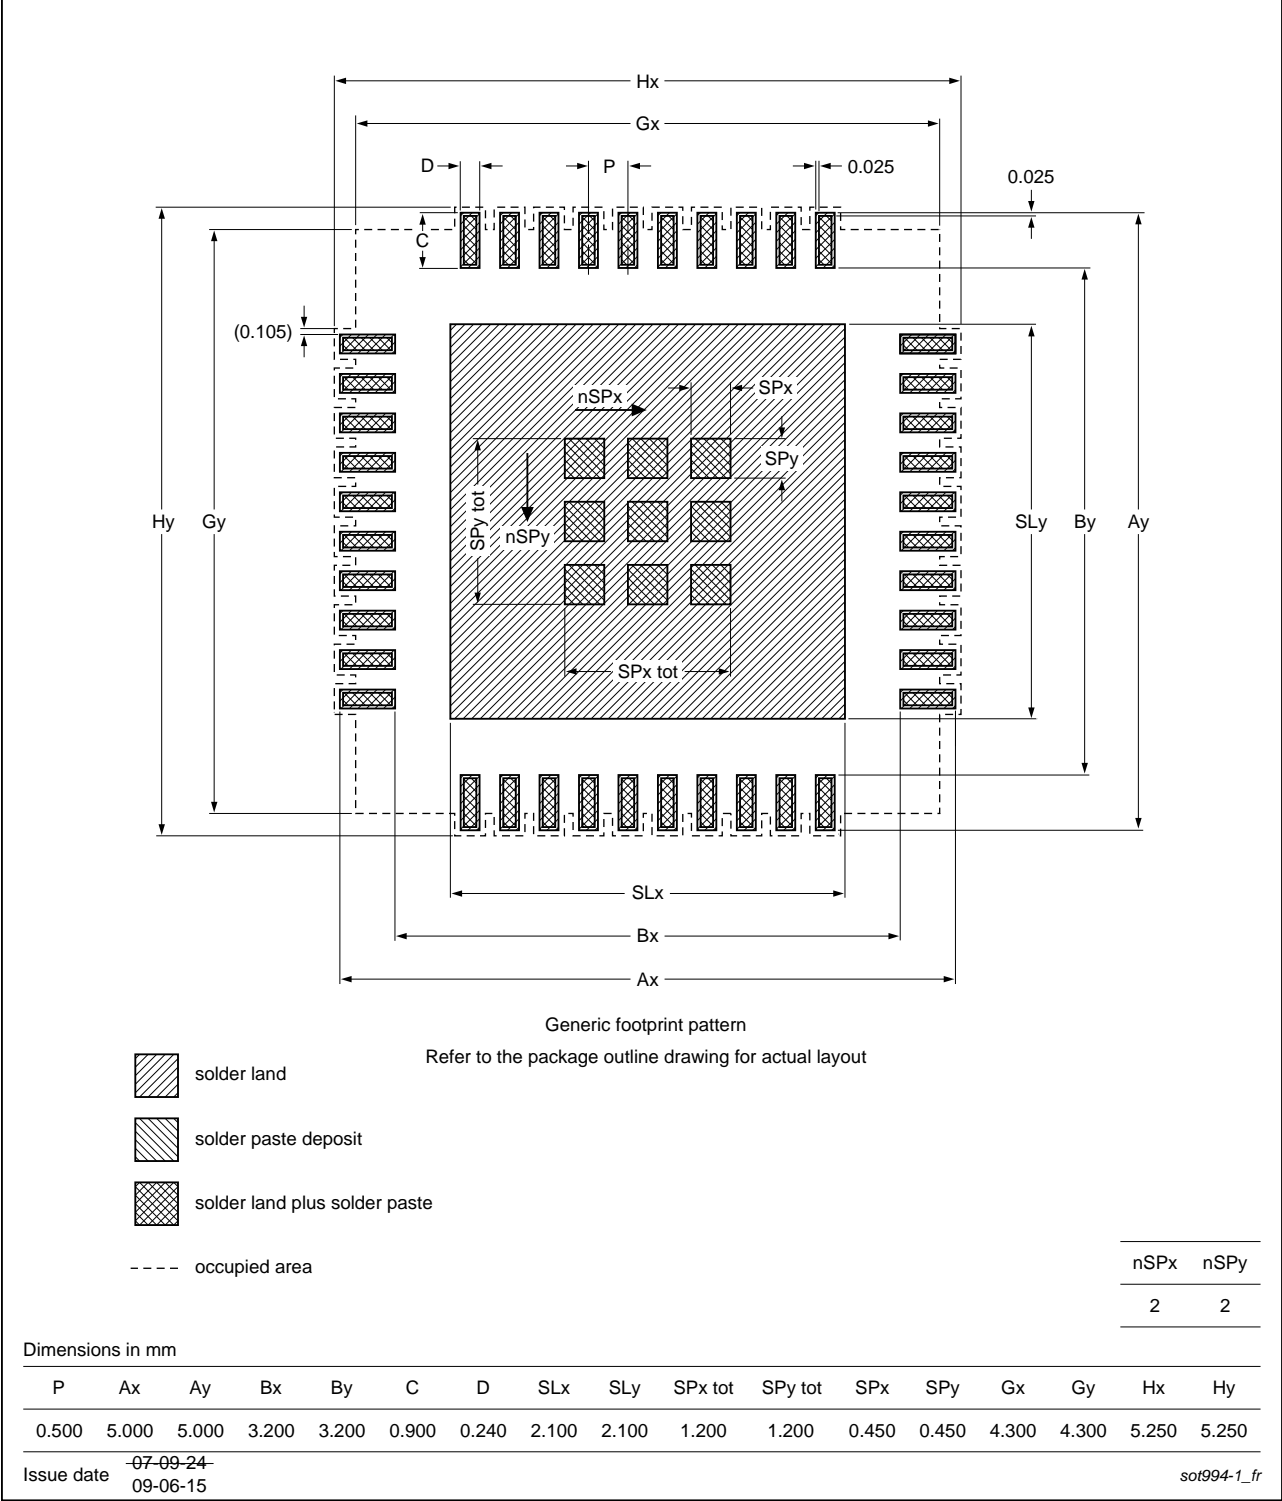 Hx
Gx
D
P
0.025
0.025
C
(0.105)
nSPx
SPx
SPy
SPy tot
nSPy
Hy
Gy
SLy
By
Ay
SPx tot
SLx
Bx
Ax
Generic footprint pattern
Refer to the package outline drawing for actual layout
solder land
solder paste deposit
solder land plus solder paste
occupied area
nSPx nSPy
2 2
Dimensions in mm
P Ax Ay Bx By C D SLx SLy SPx tot SPy tot SPx SPy Gx Gy Hx Hy
0.500 5.000 5.000 3.200 3.200 0.900 0.240 2.100 2.100 1.200 1.200 0.450 0.450 4.300 4.300 5.250 5.250
Issue date 07-09-24
09-06-15
sot994-1_fr